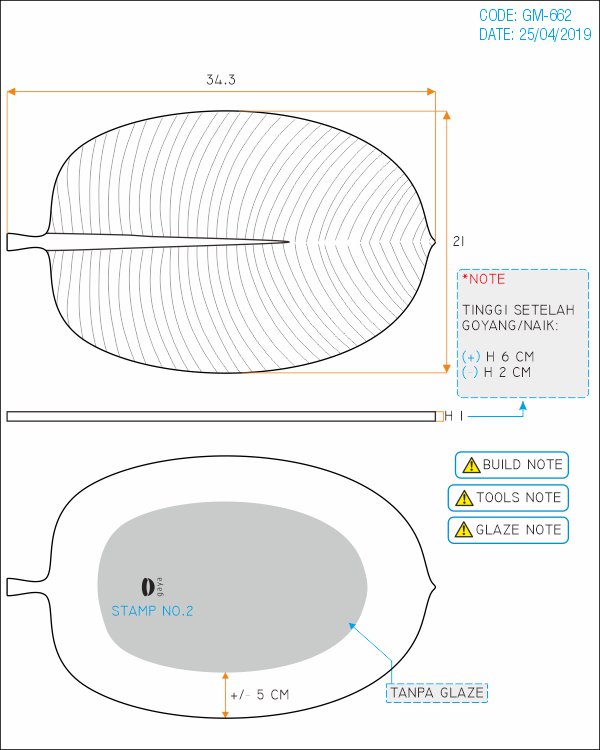 CODE: GM-662
DATE: 25/04/2019
34.3
21
*NOTE
TINGGI SETELAH
GOYANG/NAIK:
(+) H 6 CM
(-) H 2 CM
H 1
BUILD NOTE
TOOLS NOTE
GLAZE NOTE
gaya
STAMP NO.2
TANPA GLAZE
+/- 5 CM